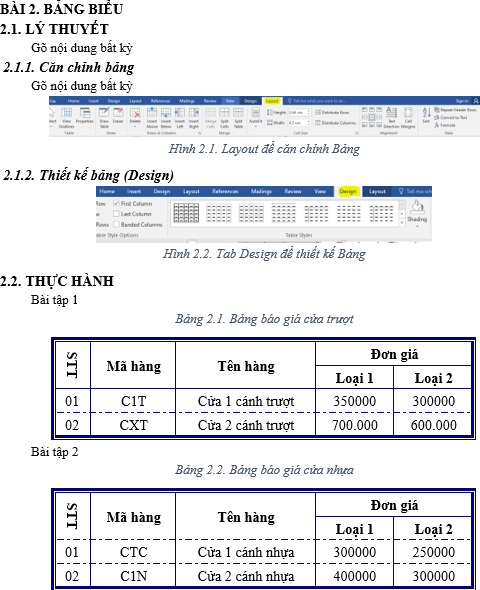 BÀI 2. BẢNG BIỂU
2.1. LÝ THUYẾT
Gõ nội dung bất kỳ
2.1.1. Căn chỉnh bảng
Gõ nội dung bất kỳ
Home Insert Design Layout References Mailings Review View Design Layout Tell me what you want to do... Sign in
View Gridlines Properties Draw Table Eraser Delete Insert Above Insert Below Insert Left Insert Right Merge Cells Split Cells Split Table AutoFit Height: Width: Distribute Rows Distribute Columns Text Direction Cell Margins Sort Repeat Header Rows Convert to Text Formula
Table Draw Rows & Columns Merge Cell Size Alignment Data
Hình 2.1. Layout để căn chỉnh Bảng
2.1.2. Thiết kế bảng (Design)
Home Insert Design Layout References Mailings Review View Design Layout Tell me wh
Row First Column
Last Column
Rows Banded Columns
Shading
ble Style Options Table Styles
Hình 2.2. Tab Design để thiết kế Bảng
2.2. THỰC HÀNH
Bài tập 1
Bảng 2.1. Bảng báo giá cửa trượt
STT Mã hàng Tên hàng Đơn giá
Loại 1 Loại 2
01 C1T Cửa 1 cánh trượt 350000 300000
02 CXT Cửa 2 cánh trượt 700.000 600.000
Bài tập 2
Bảng 2.2. Bảng báo giá cửa nhựa
STT Mã hàng Tên hàng Đơn giá
Loại 1 Loại 2
01 CTC Cửa 1 cánh nhựa 300000 250000
02 C1N Cửa 2 cánh nhựa 400000 300000